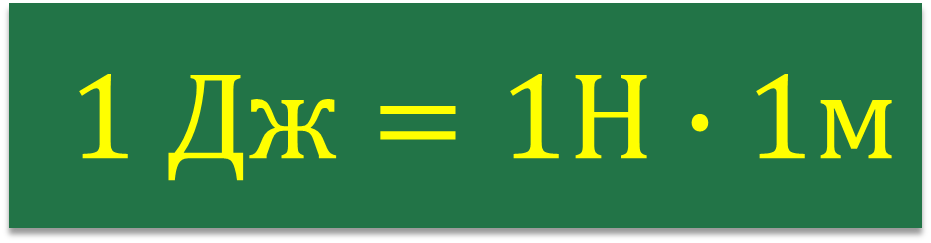 1 Дж = 1Н · 1м